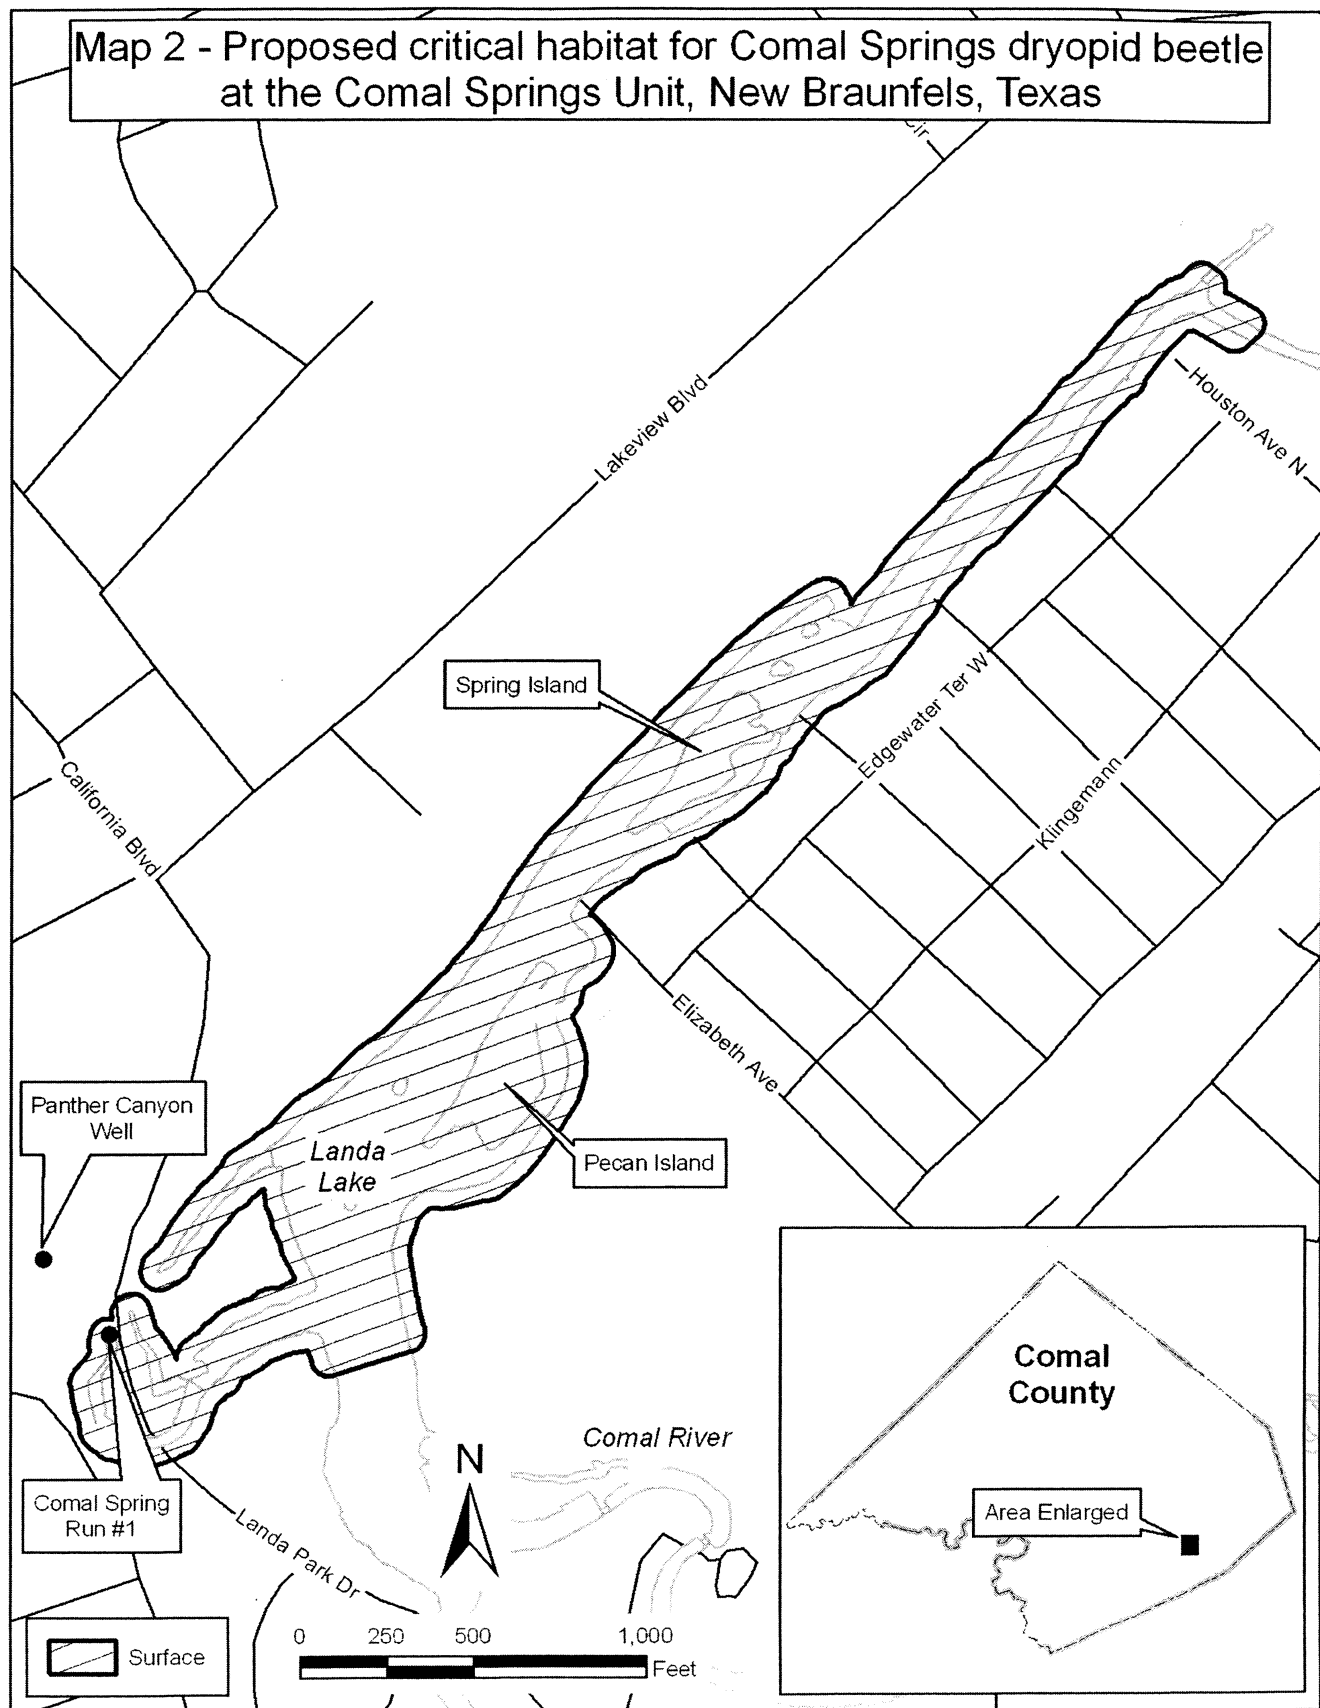 Map 2 - Proposed critical habitat for Comal Springs dryopid beetle
at the Comal Springs Unit, New Braunfels, Texas
Cir
Lakeview Blvd
Houston Ave N
Spring Island
Edgewater Ter W
Klingemann
California Blvd
Elizabeth Ave
Panther Canyon
Well
Landa
Lake
Pecan Island
Comal
County
Comal River
N
Area Enlarged
Comal Spring
Run #1
Landa Park Dr
0 250 500 1,000
Feet
Surface